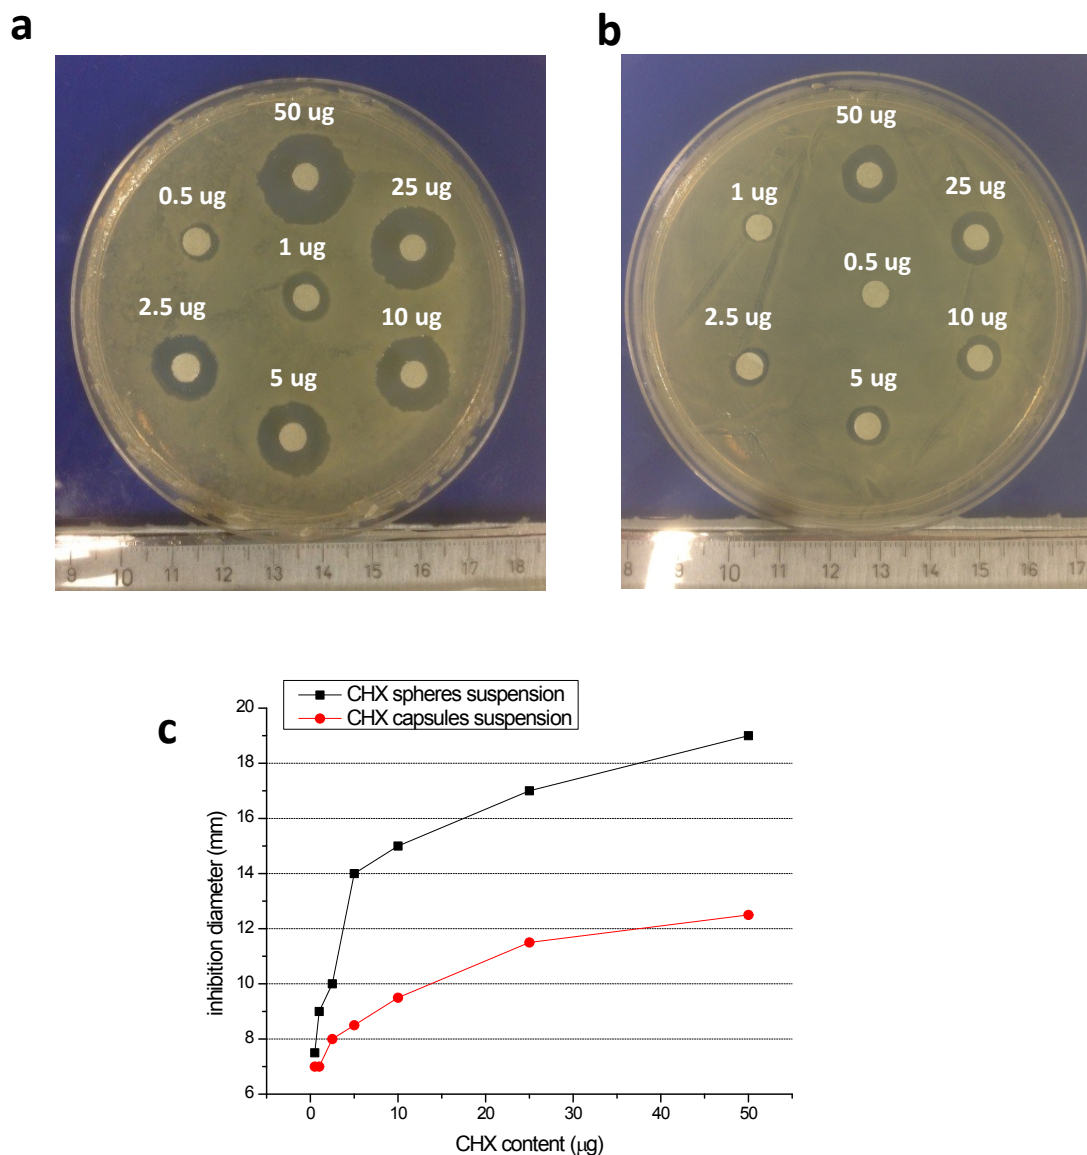 a
b
50 ug
0.5 ug
25 ug
1 ug
2.5 ug
10 ug
5 ug
9 10 11 12 13 14 15 16 17 18
50 ug
1 ug
25 ug
0.5 ug
2.5 ug
10 ug
5 ug
8 9 10 11 12 13 14 15 16 17
c
CHX spheres suspension
CHX capsules suspension
20
18
16
14
12
10
8
6
inhibition diameter (mm)
0 10 20 30 40 50
CHX content (μg)